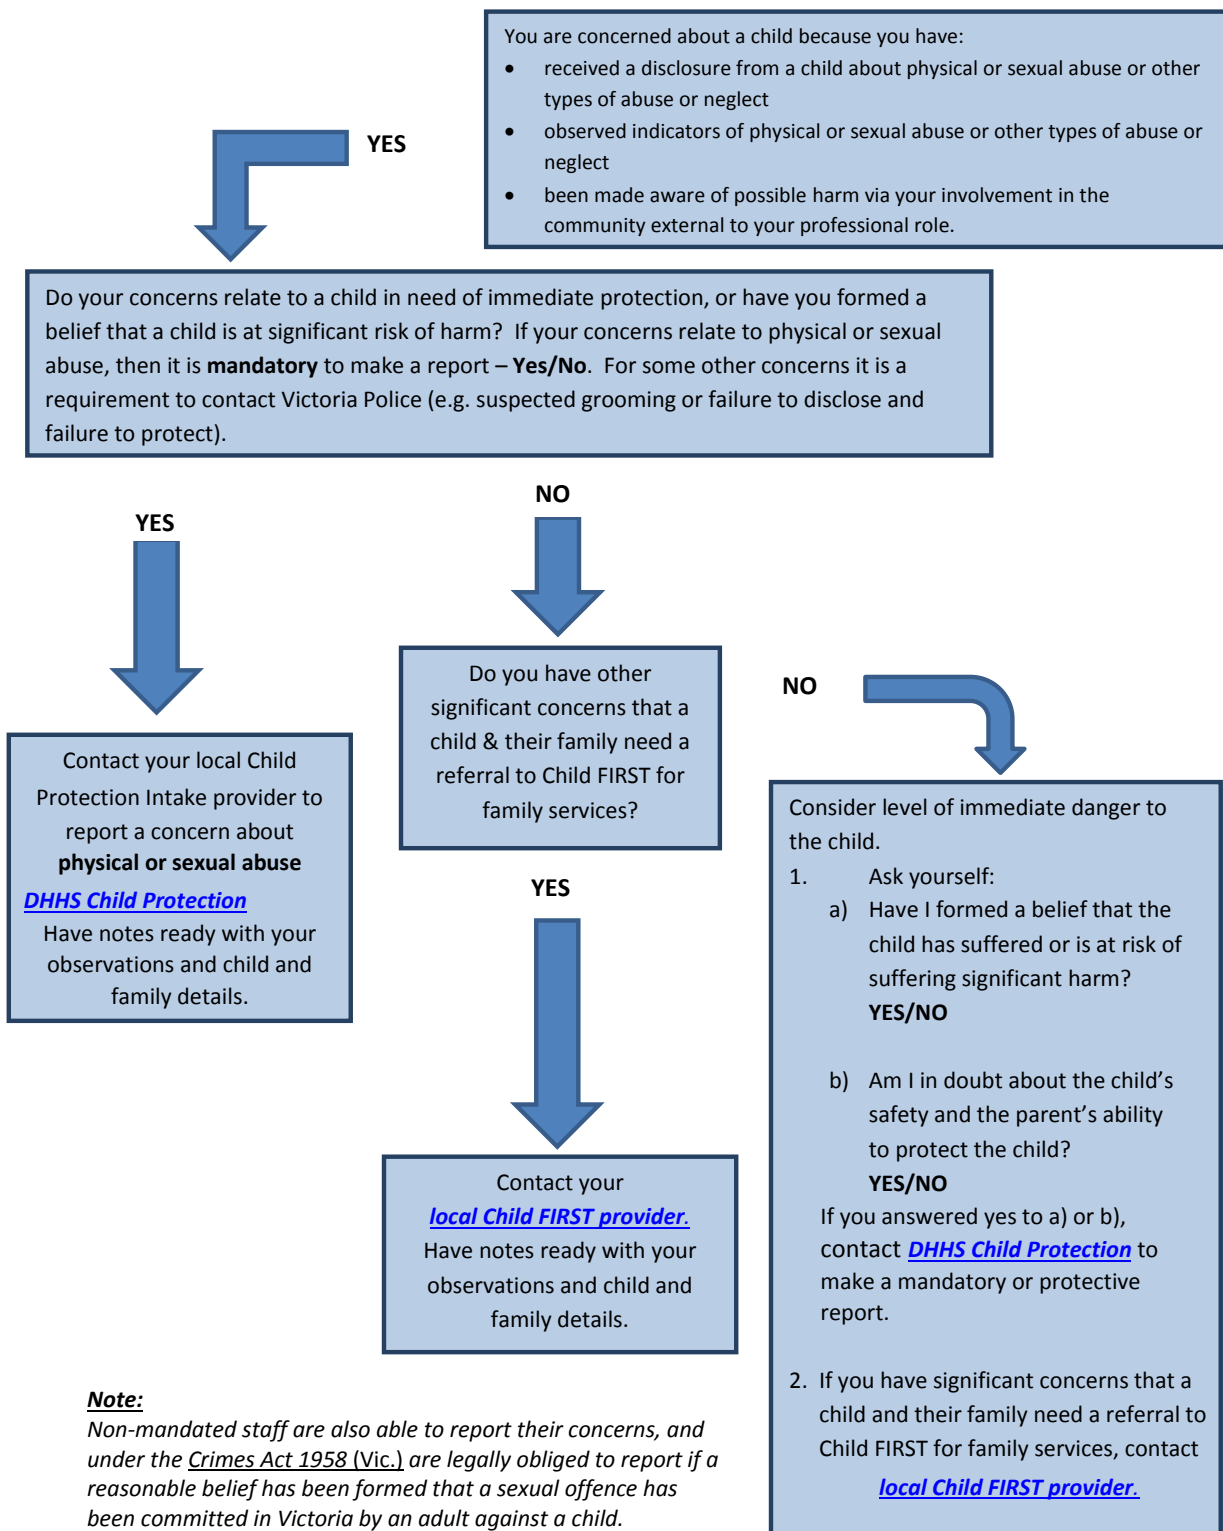 You are concerned about a child because you have:
• received a disclosure from a child about physical or sexual abuse or other
types of abuse or neglect
• observed indicators of physical or sexual abuse or other types of abuse or
neglect
• been made aware of possible harm via your involvement in the
community external to your professional role.
YES
Do your concerns relate to a child in need of immediate protection, or have you formed a
belief that a child is at significant risk of harm? If your concerns relate to physical or sexual
abuse, then it is mandatory to make a report – Yes/No. For some other concerns it is a
requirement to contact Victoria Police (e.g. suspected grooming or failure to disclose and
failure to protect).
YES
NO
Contact your local Child
Protection Intake provider to
report a concern about
physical or sexual abuse
DHHS Child Protection
Have notes ready with your
observations and child and
family details.
Do you have other
significant concerns that a
child & their family need a
referral to Child FIRST for
family services?
YES
NO
Contact your
local Child FIRST provider.
Have notes ready with your
observations and child and
family details.
Consider level of immediate danger to
the child.
1. Ask yourself:
a) Have I formed a belief that the
child has suffered or is at risk of
suffering significant harm?
YES/NO
b) Am I in doubt about the child’s
safety and the parent’s ability
to protect the child?
YES/NO
If you answered yes to a) or b),
contact DHHS Child Protection to
make a mandatory or protective
report.
2. If you have significant concerns that a
child and their family need a referral to
Child FIRST for family services, contact
local Child FIRST provider.
Note:
Non-mandated staff are also able to report their concerns, and
under the Crimes Act 1958 (Vic.) are legally obliged to report if a
reasonable belief has been formed that a sexual offence has
been committed in Victoria by an adult against a child.